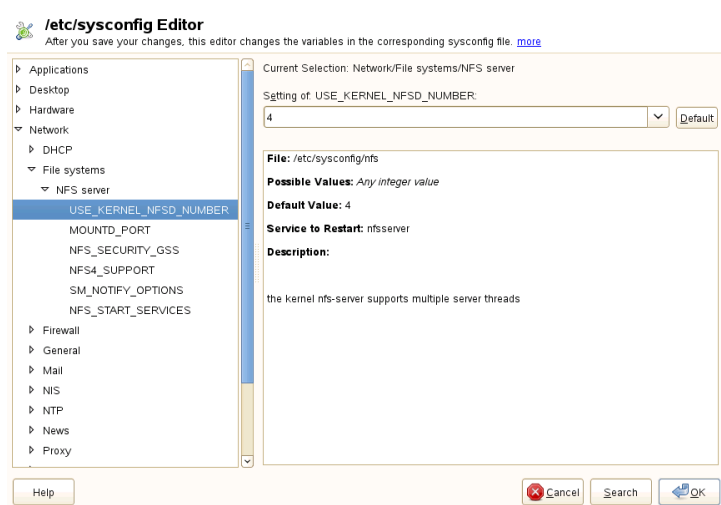 /etc/sysconfig Editor
After you save your changes, this editor changes the variables in the corresponding sysconfig file. more
Applications
Desktop
Hardware
Network
DHCP
File systems
NFS server
USE_KERNEL_NFSD_NUMBER
MOUNTD_PORT
NFS_SECURITY_GSS
NFS4_SUPPORT
SM_NOTIFY_OPTIONS
NFS_START_SERVICES
Firewall
General
Mail
NIS
NTP
News
Proxy
Current Selection: Network/File systems/NFS server
Setting of: USE_KERNEL_NFSD_NUMBER:
4
Default
File: /etc/sysconfig/nfs
Possible Values: Any integer value
Default Value: 4
Service to Restart: nfsserver
Description:
the kernel nfs-server supports multiple server threads
Help
Cancel
Search
OK